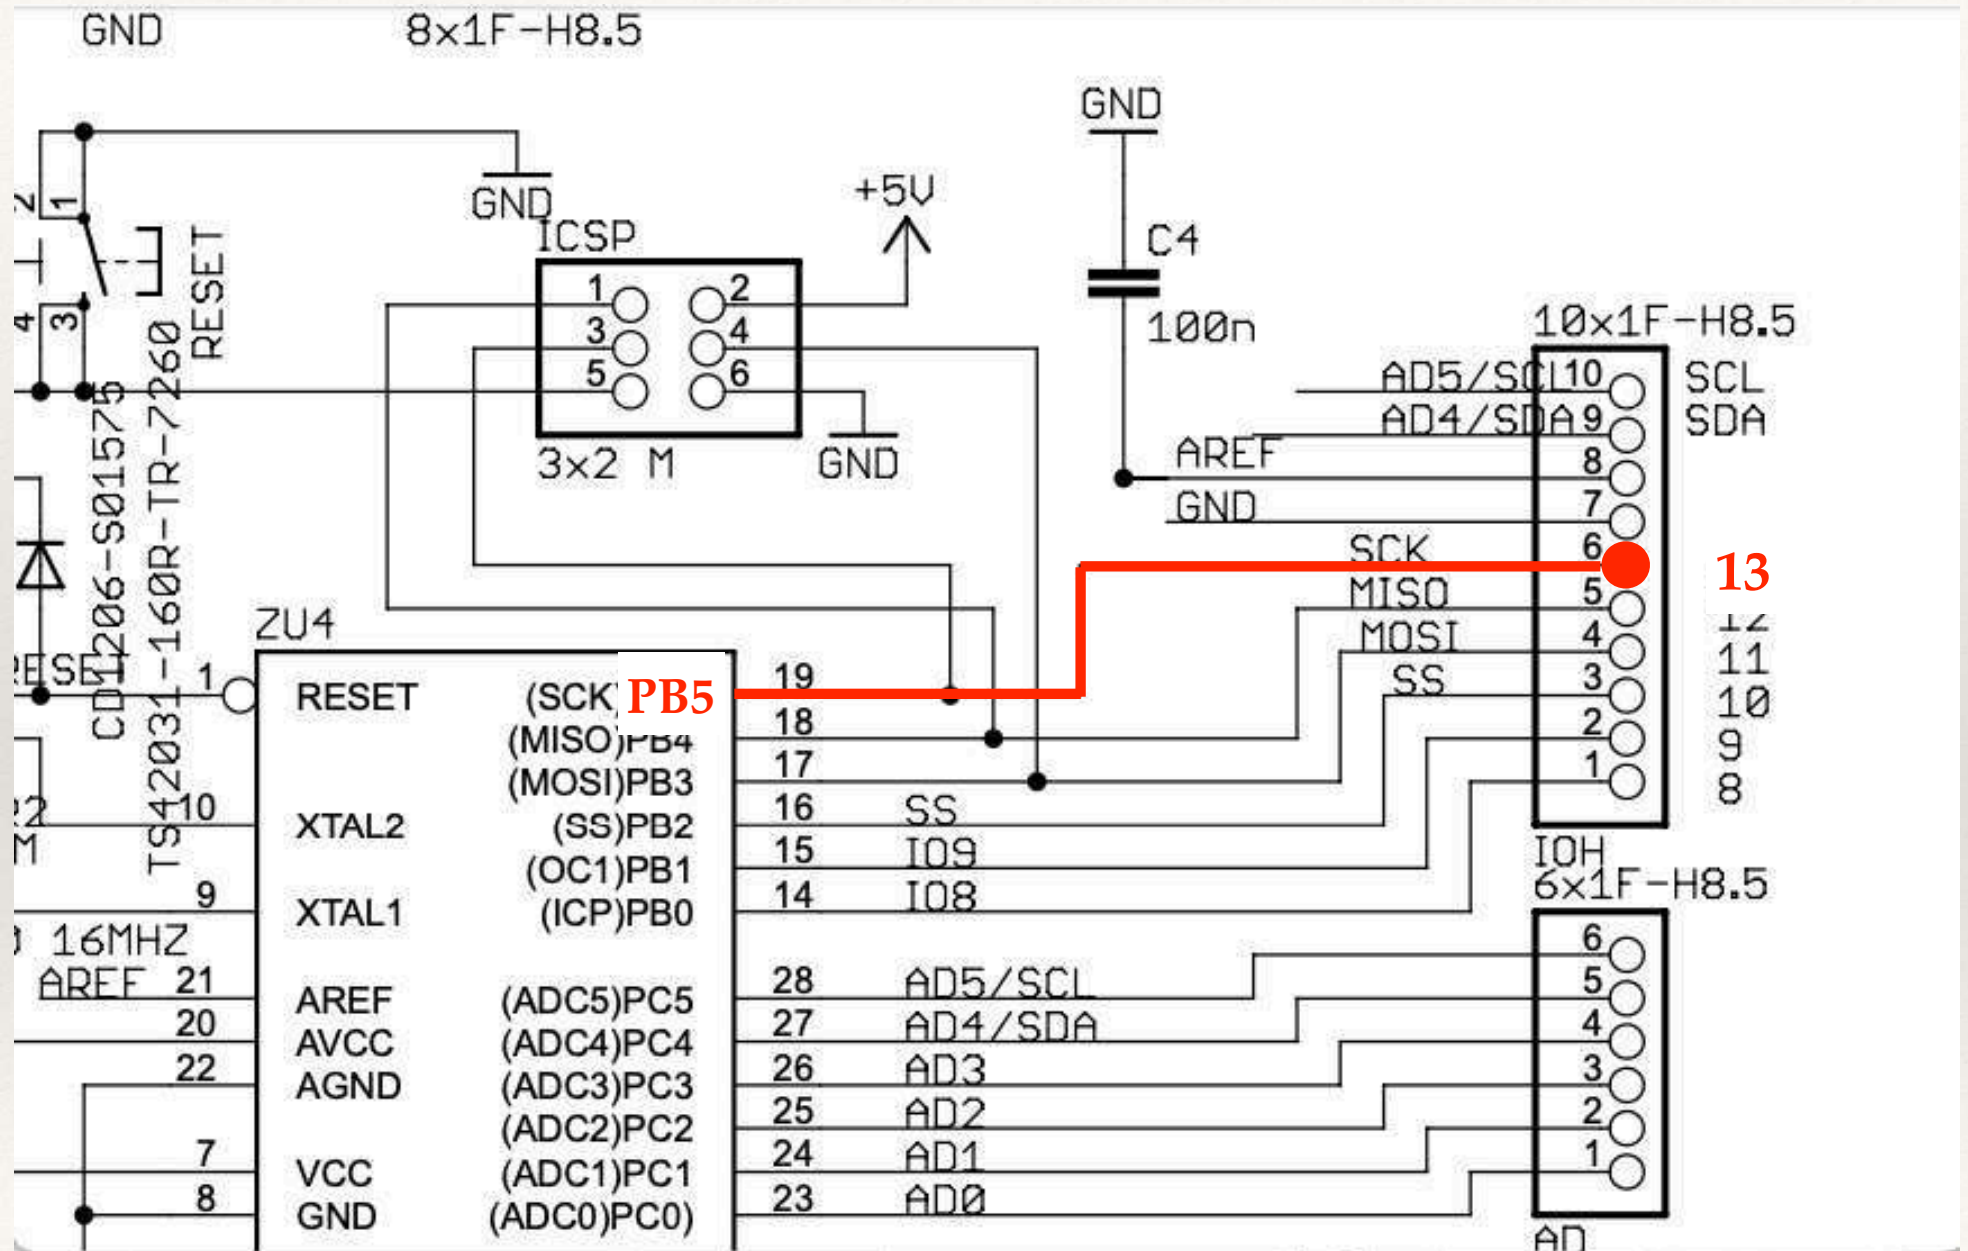 GND
8x1F-H8.5
GND
2
1
GND
+5V
ICSP
C4
RESET
1
2
3
4
5
6
4
3
100n
10x1F-H8.5
AD5/SCL
10
SCL
AD4/SDA
9
SDA
AREF
8
GND
7
3x2 M
GND
SCK
6
13
MISO
5
MOSI
4
11
SS
3
10
2
9
1
8
IOH
CD1206-S01575
TS42031-160R-TR-7260
ZU4
1
RESET
(SCK)
PB5
19
(MISO)PB4
18
(MOSI)PB3
17
10
XTAL2
(SS)PB2
16
SS
(OC1)PB1
15
IO9
9
XTAL1
(ICP)PB0
14
IO8
16MHZ
AREF
21
AREF
(ADC5)PC5
28
AD5/SCL
20
AVCC
(ADC4)PC4
27
AD4/SDA
22
AGND
(ADC3)PC3
26
AD3
(ADC2)PC2
25
AD2
7
VCC
(ADC1)PC1
24
AD1
8
GND
(ADC0)PC0)
23
AD0
6x1F-H8.5
6
5
4
3
2
1
AD